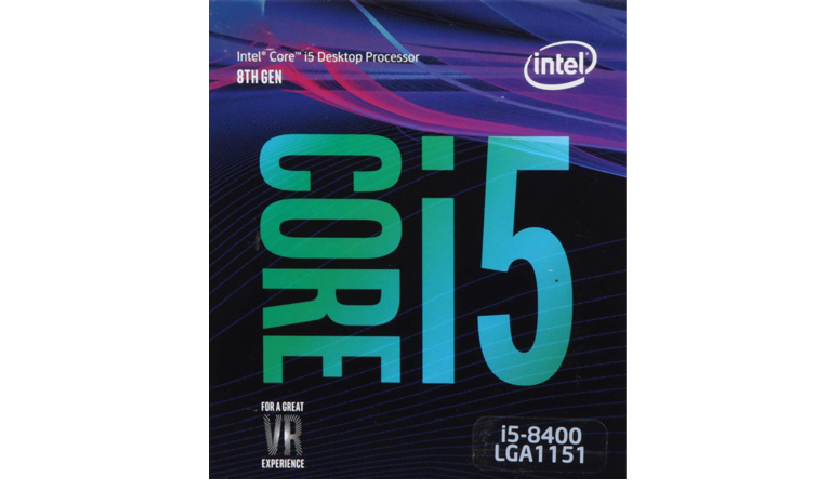 Intel® Core™ i5 Desktop Processor
8TH GEN
intel®
CORE i5
FOR A GREAT
VR
EXPERIENCE
i5-8400
LGA1151